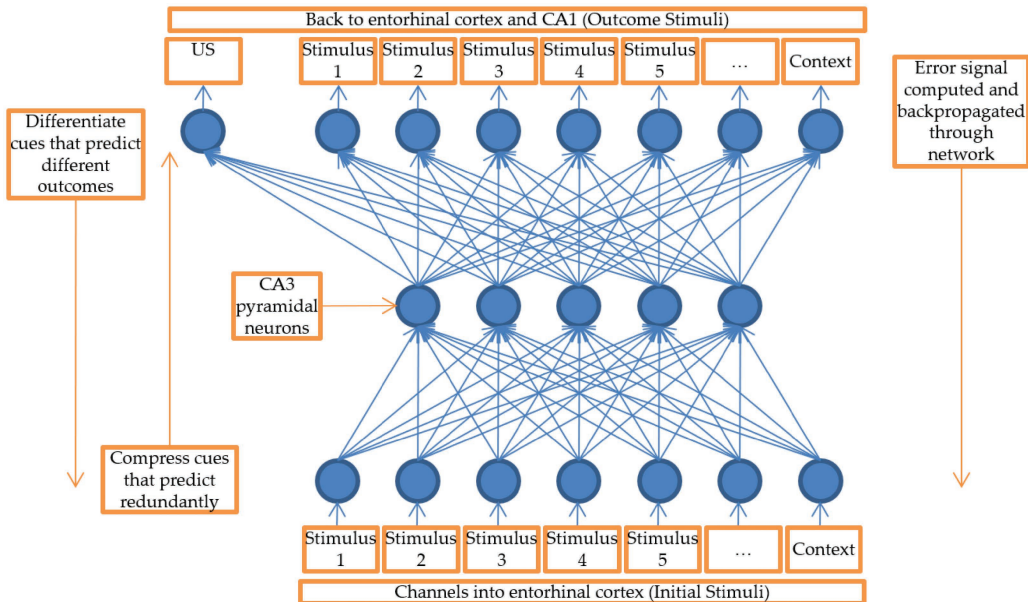 Back to entorhinal cortex and CA1 (Outcome Stimuli)
US
Stimulus
1
Stimulus
2
Stimulus
3
Stimulus
4
Stimulus
5
…
Context
Differentiate
cues that predict
different
outcomes
Error signal
computed and
backpropagated
through
network
CA3
pyramidal
neurons
Compress cues
that predict
redundantly
Stimulus
1
Stimulus
2
Stimulus
3
Stimulus
4
Stimulus
5
…
Context
Channels into entorhinal cortex (Initial Stimuli)